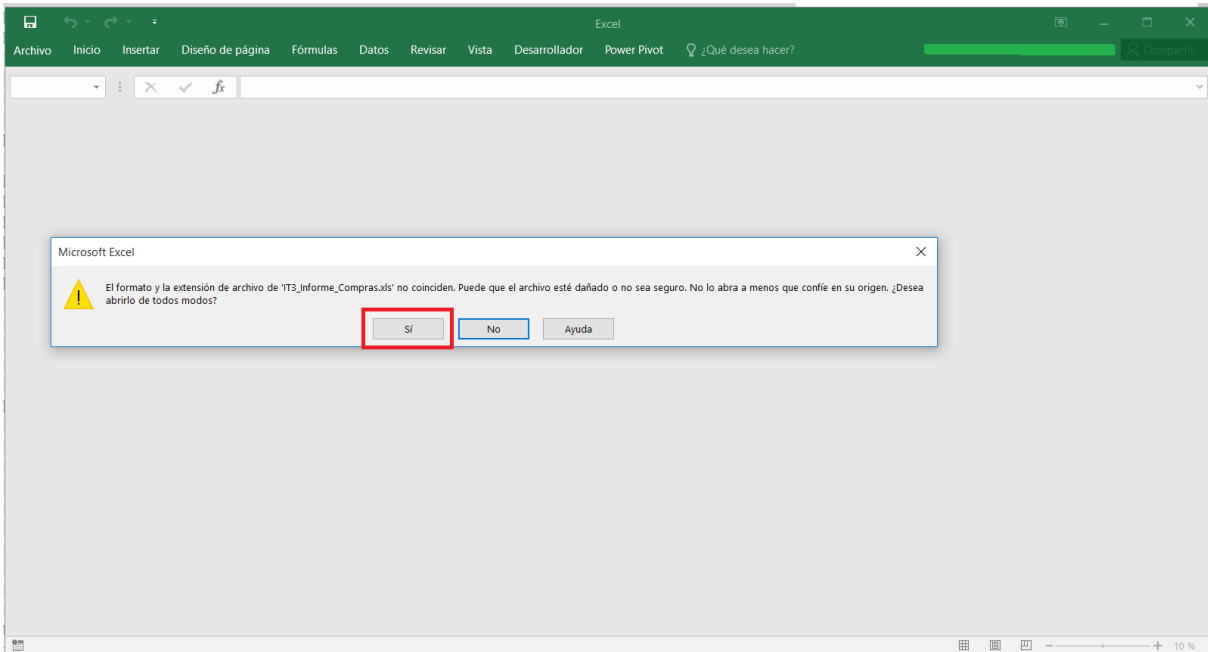 Excel
Archivo Inicio Insertar Diseño de página Fórmulas Datos Revisar Vista Desarrollador Power Pivot ¿Qué desea hacer? Compartir
fx
Microsoft Excel
El formato y la extensión de archivo de 'IT3_Informe_Compras.xls' no coinciden. Puede que el archivo esté dañado o no sea seguro. No lo abra a menos que confíe en su origen. ¿Desea
abrirlo de todos modos?
Sí No Ayuda
10 %